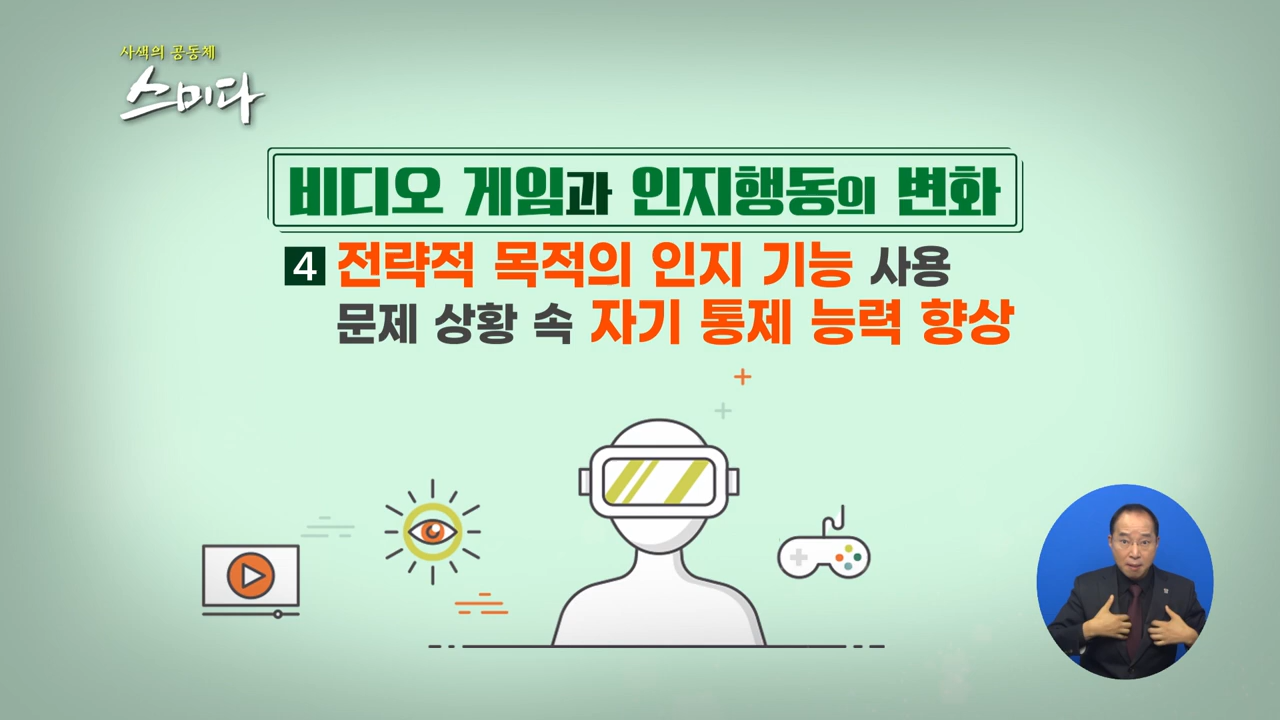 사색의 공동체
스미다
비디오 게임과 인지행동의 변화
4 전략적 목적의 인지 기능 사용
문제 상황 속 자기 통제 능력 향상